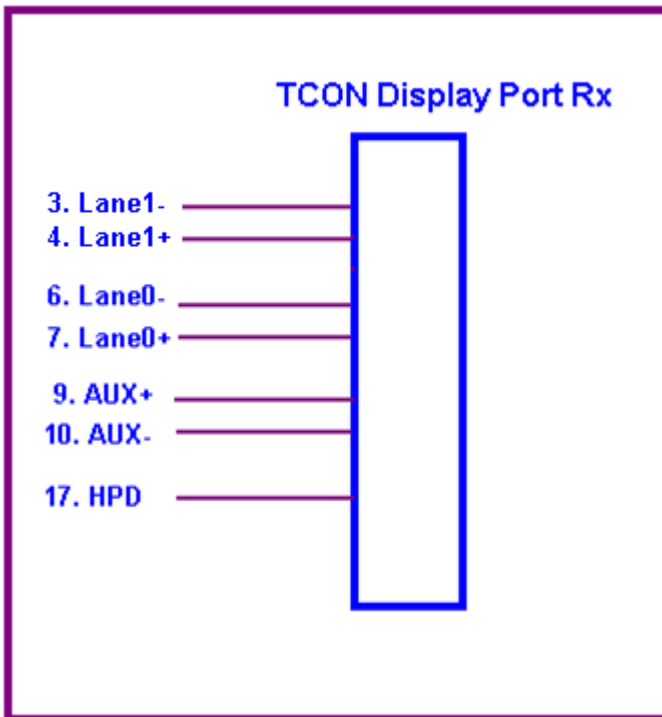 TCON Display Port Rx
3. Lane1-
4. Lane1+
6. Lane0-
7. Lane0+
9. AUX+
10. AUX-
17. HPD